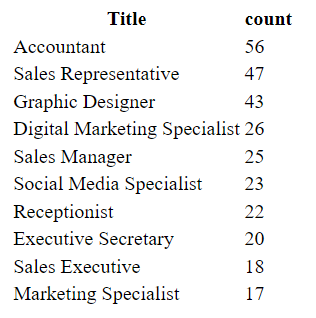 Title count
Accountant 56
Sales Representative 47
Graphic Designer 43
Digital Marketing Specialist 26
Sales Manager 25
Social Media Specialist 23
Receptionist 22
Executive Secretary 20
Sales Executive 18
Marketing Specialist 17